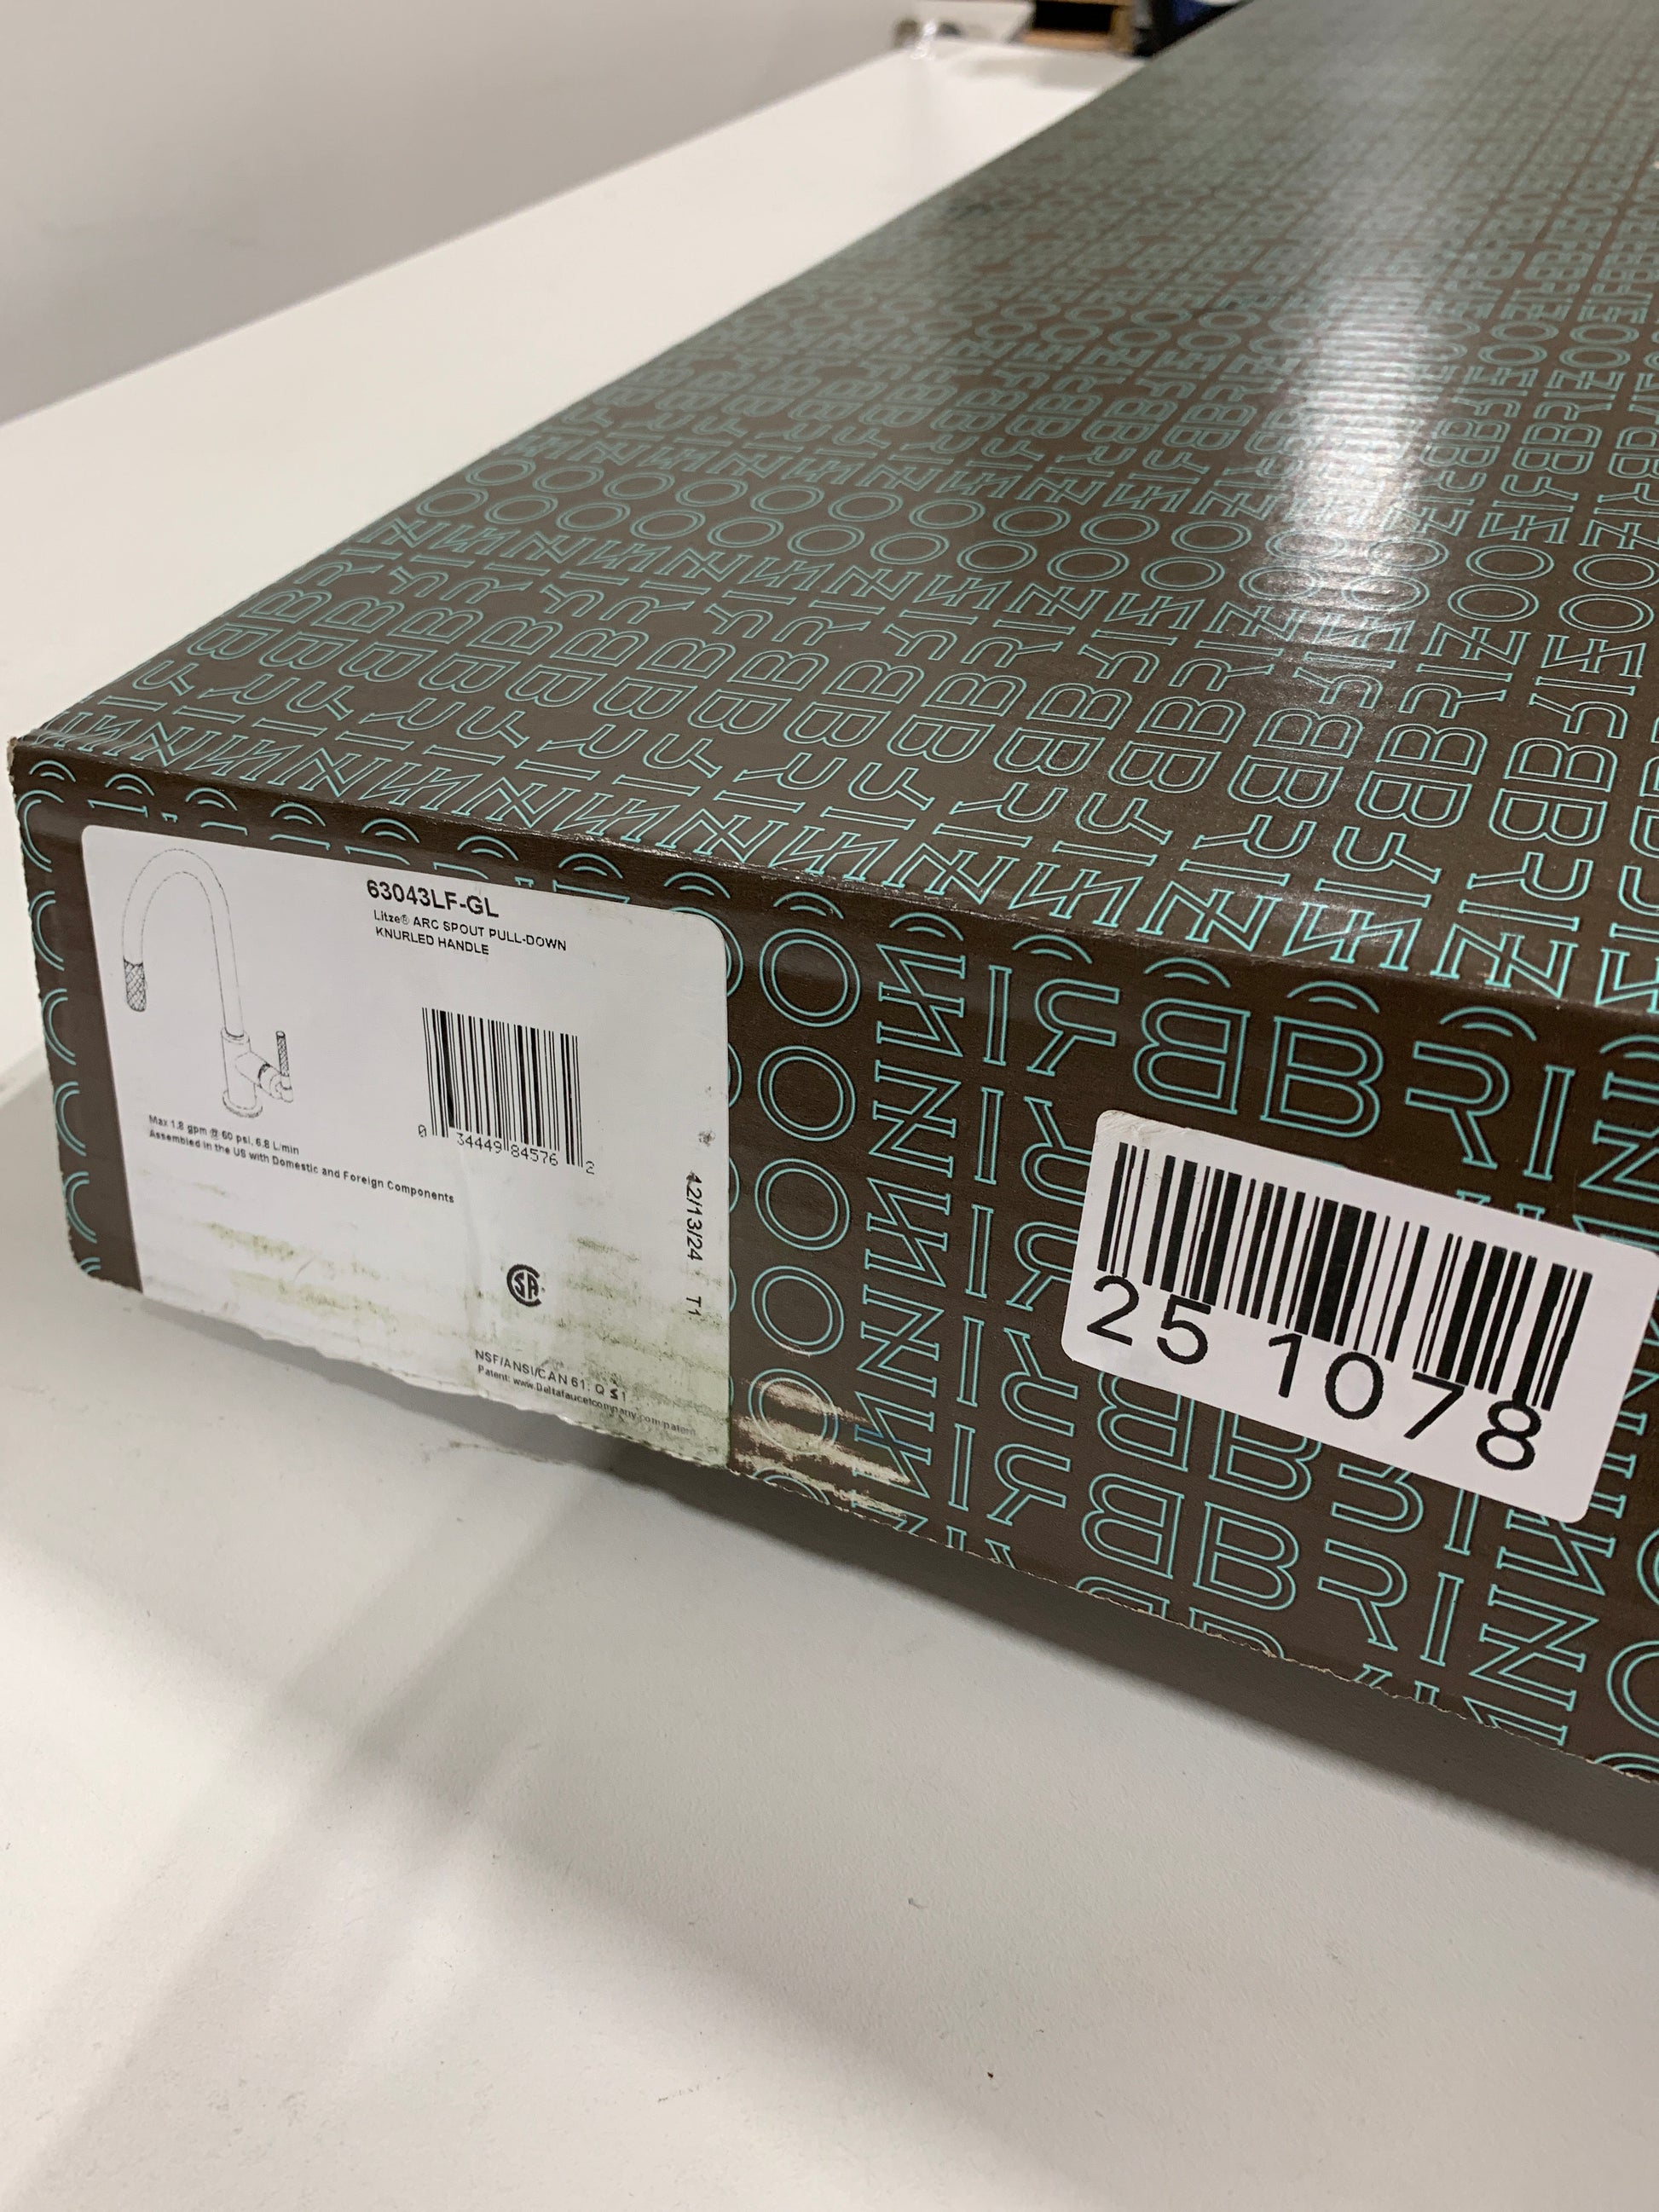 63043LF-GL
Litze® ARC SPOUT PULL-DOWN
KNURLED HANDLE
0 34449 84576 2
Max 1.8 gpm @ 60 psi, 6.8 L/min
Assembled in the US with Domestic and Foreign Components
12/13/24 T1
NSF/ANSI/CAN 61: Q ≤ 1
Patent: www.Deltafaucetcompany.com/patent
BRIZO
25 1078